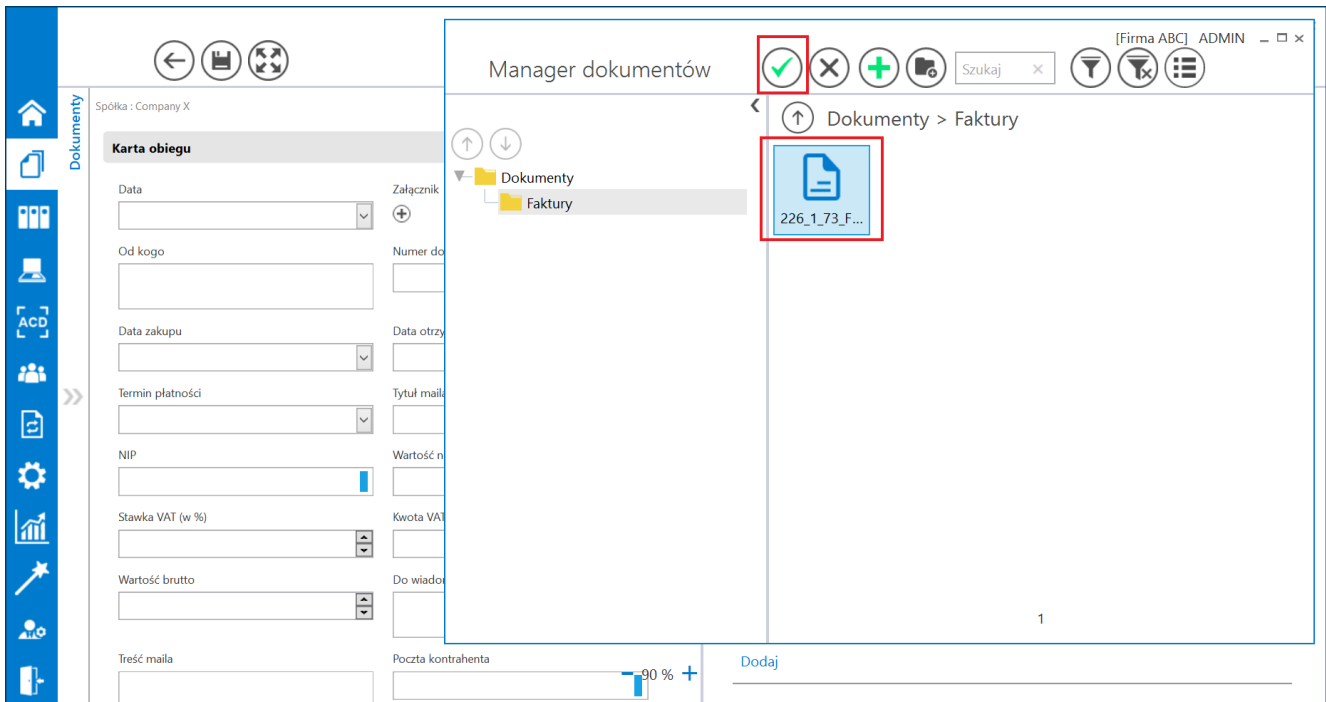 [Firma ABC] ADMIN
Manager dokumentów
Szukaj
Dokumenty
Spółka : Company X
Karta obiegu
Dokumenty > Faktury
Dokumenty
Faktury
226_1_73_F...
Data
Załącznik
Od kogo
Numer do
ACD
Data zakupu
Data otrzy
Termin płatności
Tytuł maila
NIP
Wartość n
Stawka VAT (w %)
Kwota VAT
Wartość brutto
Do wiador
1
Treść maila
Poczta kontrahenta
90 %
Dodaj